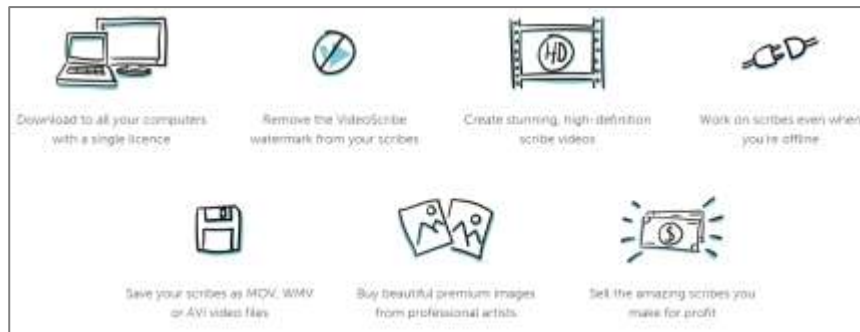 HD
Download to all your computers
with a single licence
Remove the VideoScribe
watermark from your scribes
Create stunning, high-definition
scribe videos
Work on scribes even when
you're offline
$
Save your scribes as MOV, WMV
or AVI video files
Buy beautiful premium images
from professional artists
Sell the amazing scribes you
make for profit